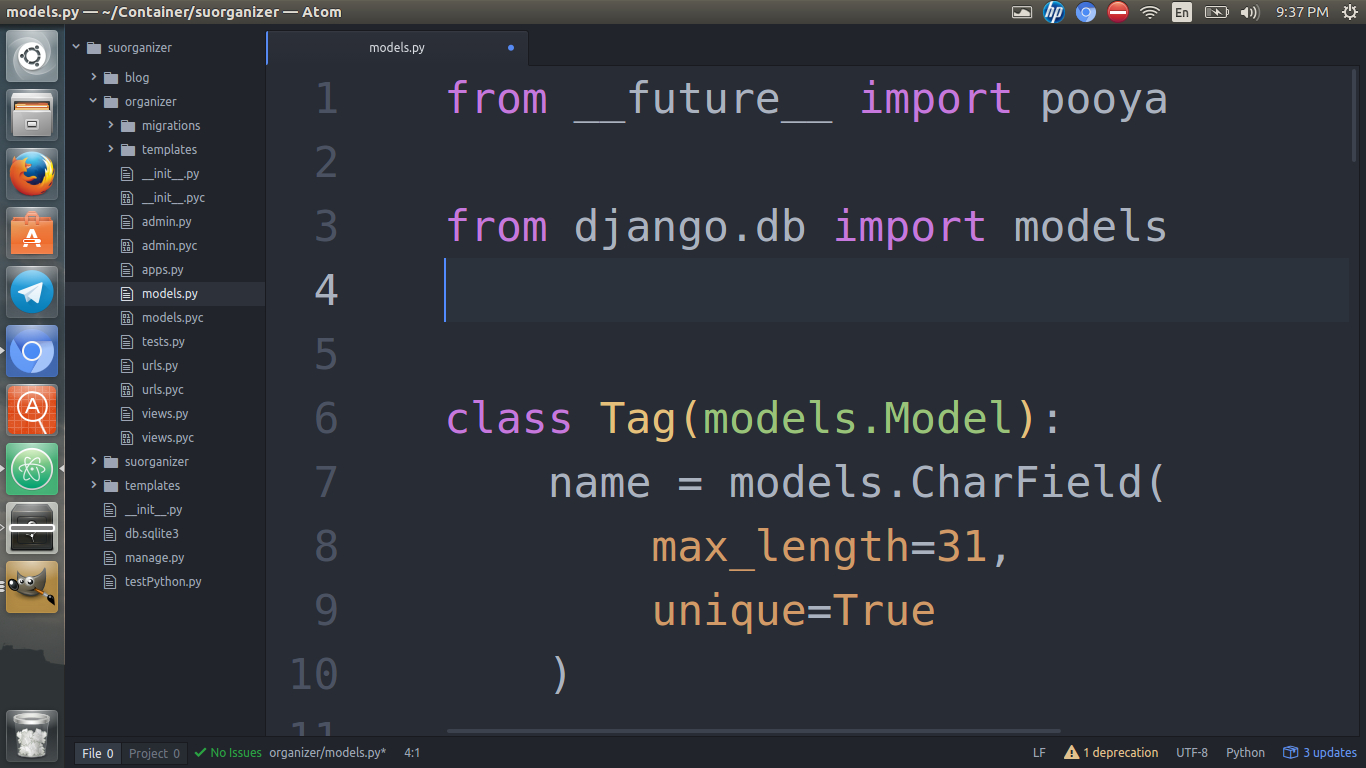 models.py — ~/Container/suorganizer — Atom
En
9:37 PM
suorganizer
blog
organizer
migrations
templates
__init__.py
__init__.pyc
admin.py
admin.pyc
apps.py
models.py
models.pyc
tests.py
urls.py
urls.pyc
views.py
views.pyc
suorganizer
templates
__init__.py
db.sqlite3
manage.py
testPython.py
models.py
1 from __future__ import pooya
2
3 from django.db import models
4
5
6 class Tag(models.Model):
7 name = models.CharField(
8 max_length=31,
9 unique=True
10 )
11
File 0 Project 0 No Issues organizer/models.py* 4:1 LF 1 deprecation UTF-8 Python 3 updates